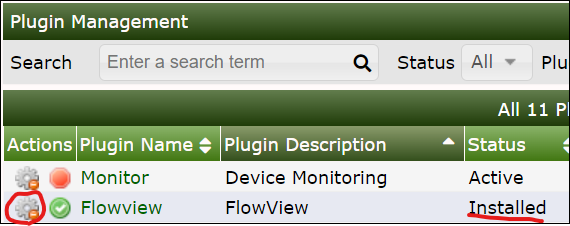 Plugin Management
Search Enter a search term Status All Plu
All 11 Pl
Actions Plugin Name Plugin Description Status
Monitor Device Monitoring Active
Flowview FlowView Installed